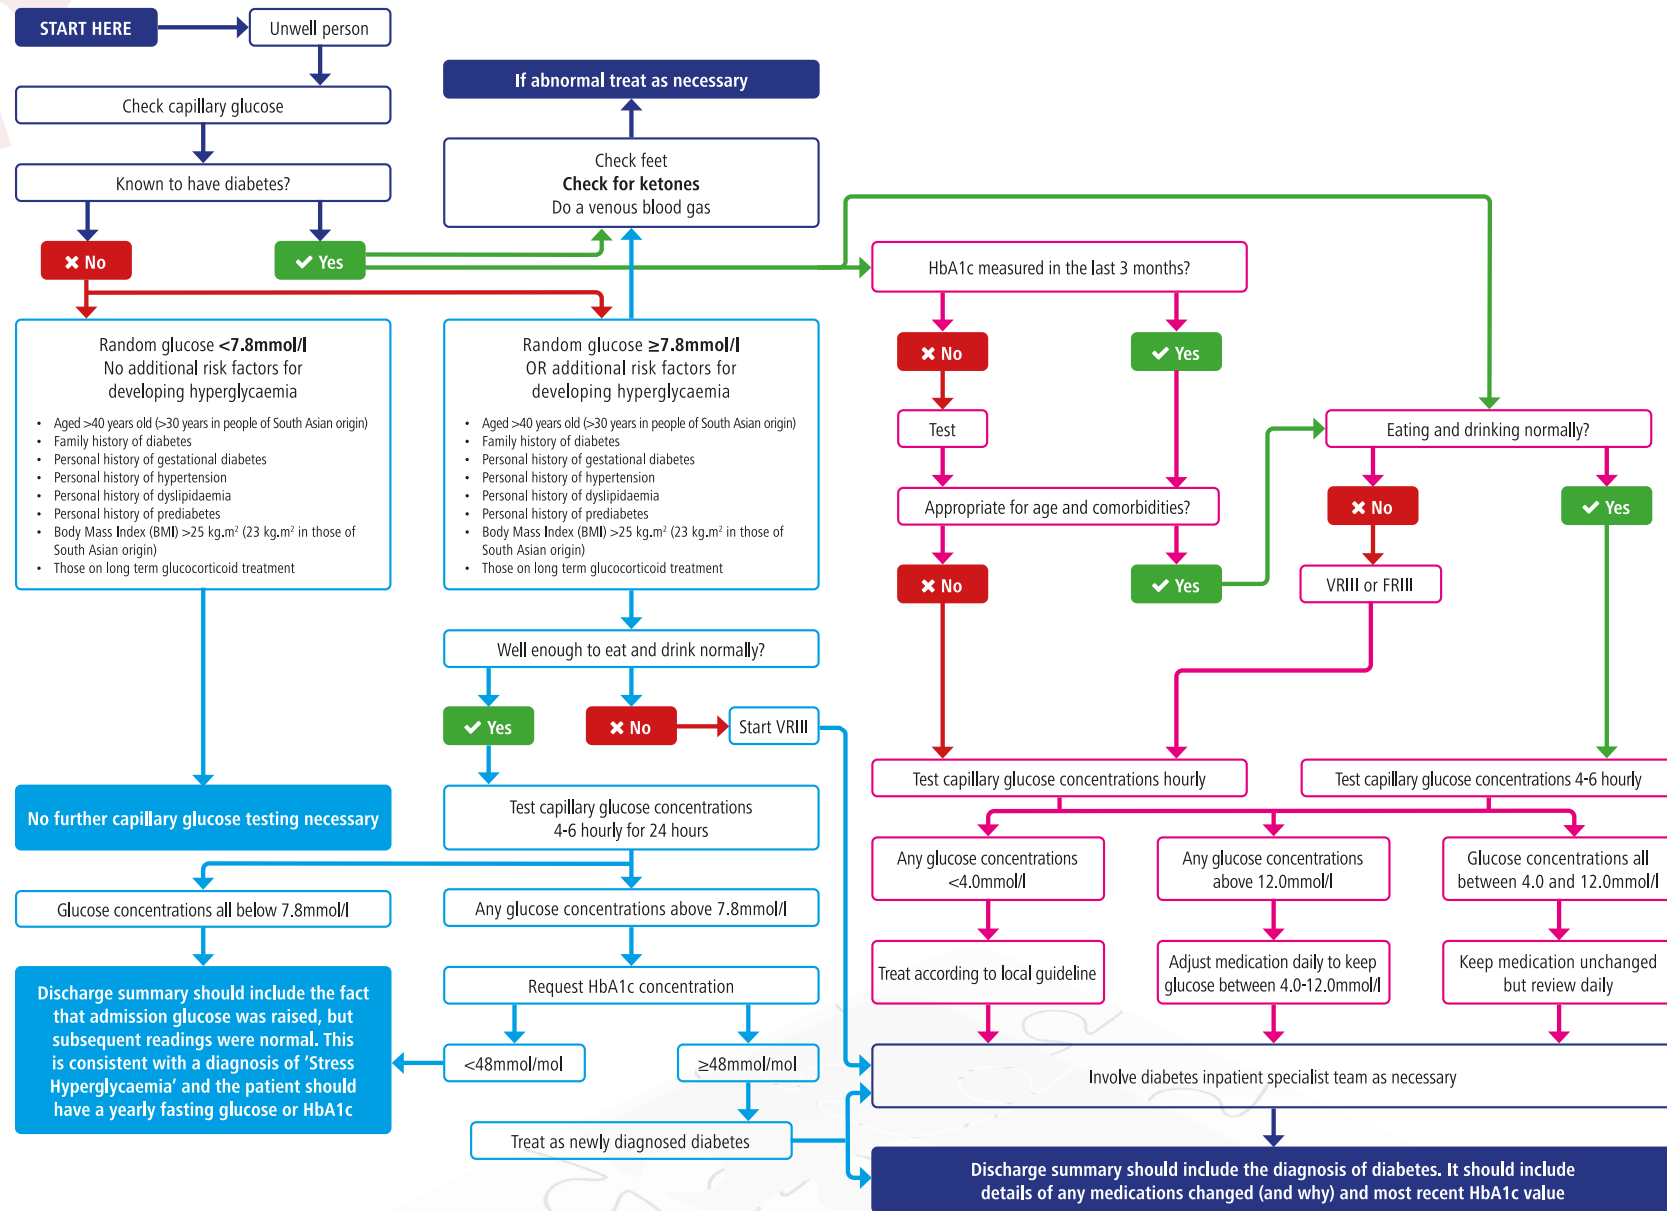 START HERE
Unwell person
Check capillary glucose
Known to have diabetes?
No
Yes
If abnormal treat as necessary
Check feet
Check for ketones
Do a venous blood gas
Random glucose <7.8mmol/l
No additional risk factors for
developing hyperglycaemia
• Aged >40 years old (>30 years in people of South Asian origin)
• Family history of diabetes
• Personal history of gestational diabetes
• Personal history of hypertension
• Personal history of dyslipidaemia
• Personal history of prediabetes
• Body Mass Index (BMI) >25 kg.m² (23 kg.m² in those of
South Asian origin)
• Those on long term glucocorticoid treatment
Random glucose ≥7.8mmol/l
OR additional risk factors for
developing hyperglycaemia
• Aged >40 years old (>30 years in people of South Asian origin)
• Family history of diabetes
• Personal history of gestational diabetes
• Personal history of hypertension
• Personal history of dyslipidaemia
• Personal history of prediabetes
• Body Mass Index (BMI) >25 kg.m² (23 kg.m² in those of
South Asian origin)
• Those on long term glucocorticoid treatment
No further capillary glucose testing necessary
Well enough to eat and drink normally?
Yes
No
Start VRIII
Test capillary glucose concentrations
4-6 hourly for 24 hours
Glucose concentrations all below 7.8mmol/l
Any glucose concentrations above 7.8mmol/l
Request HbA1c concentration
<48mmol/mol
≥48mmol/mol
Discharge summary should include the fact
that admission glucose was raised, but
subsequent readings were normal. This
is consistent with a diagnosis of ‘Stress
Hyperglycaemia’ and the patient should
have a yearly fasting glucose or HbA1c
Treat as newly diagnosed diabetes
HbA1c measured in the last 3 months?
No
Yes
Test
Appropriate for age and comorbidities?
No
Yes
Eating and drinking normally?
No
Yes
VRIII or FRIII
Test capillary glucose concentrations hourly
Test capillary glucose concentrations 4-6 hourly
Any glucose concentrations
<4.0mmol/l
Any glucose concentrations
above 12.0mmol/l
Glucose concentrations all
between 4.0 and 12.0mmol/l
Treat according to local guideline
Adjust medication daily to keep
glucose between 4.0-12.0mmol/l
Keep medication unchanged
but review daily
Involve diabetes inpatient specialist team as necessary
Discharge summary should include the diagnosis of diabetes. It should include
details of any medications changed (and why) and most recent HbA1c value